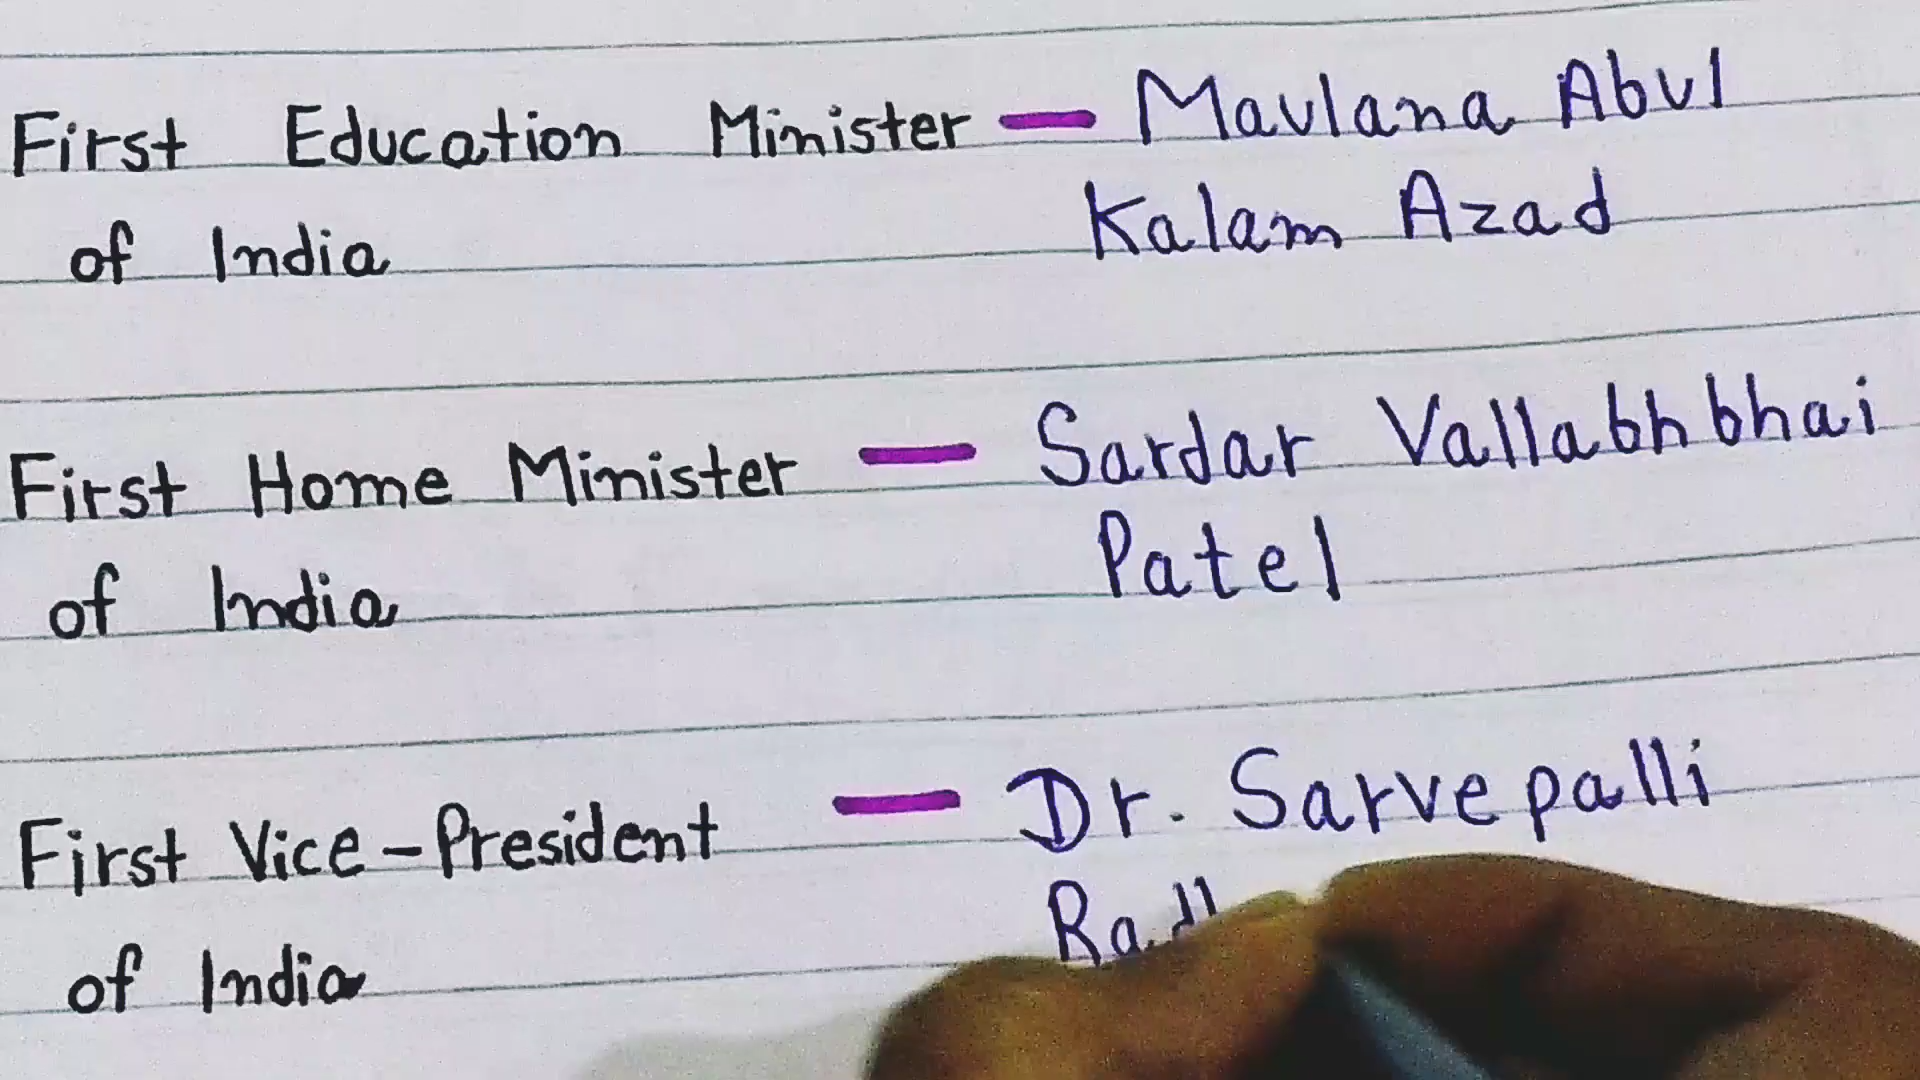 First Education Minister — Maulana Abul
of India Kalam Azad
First Home Minister — Sardar Vallabhbhai
of India Patel
First Vice-President — Dr. Sarvepalli
of India